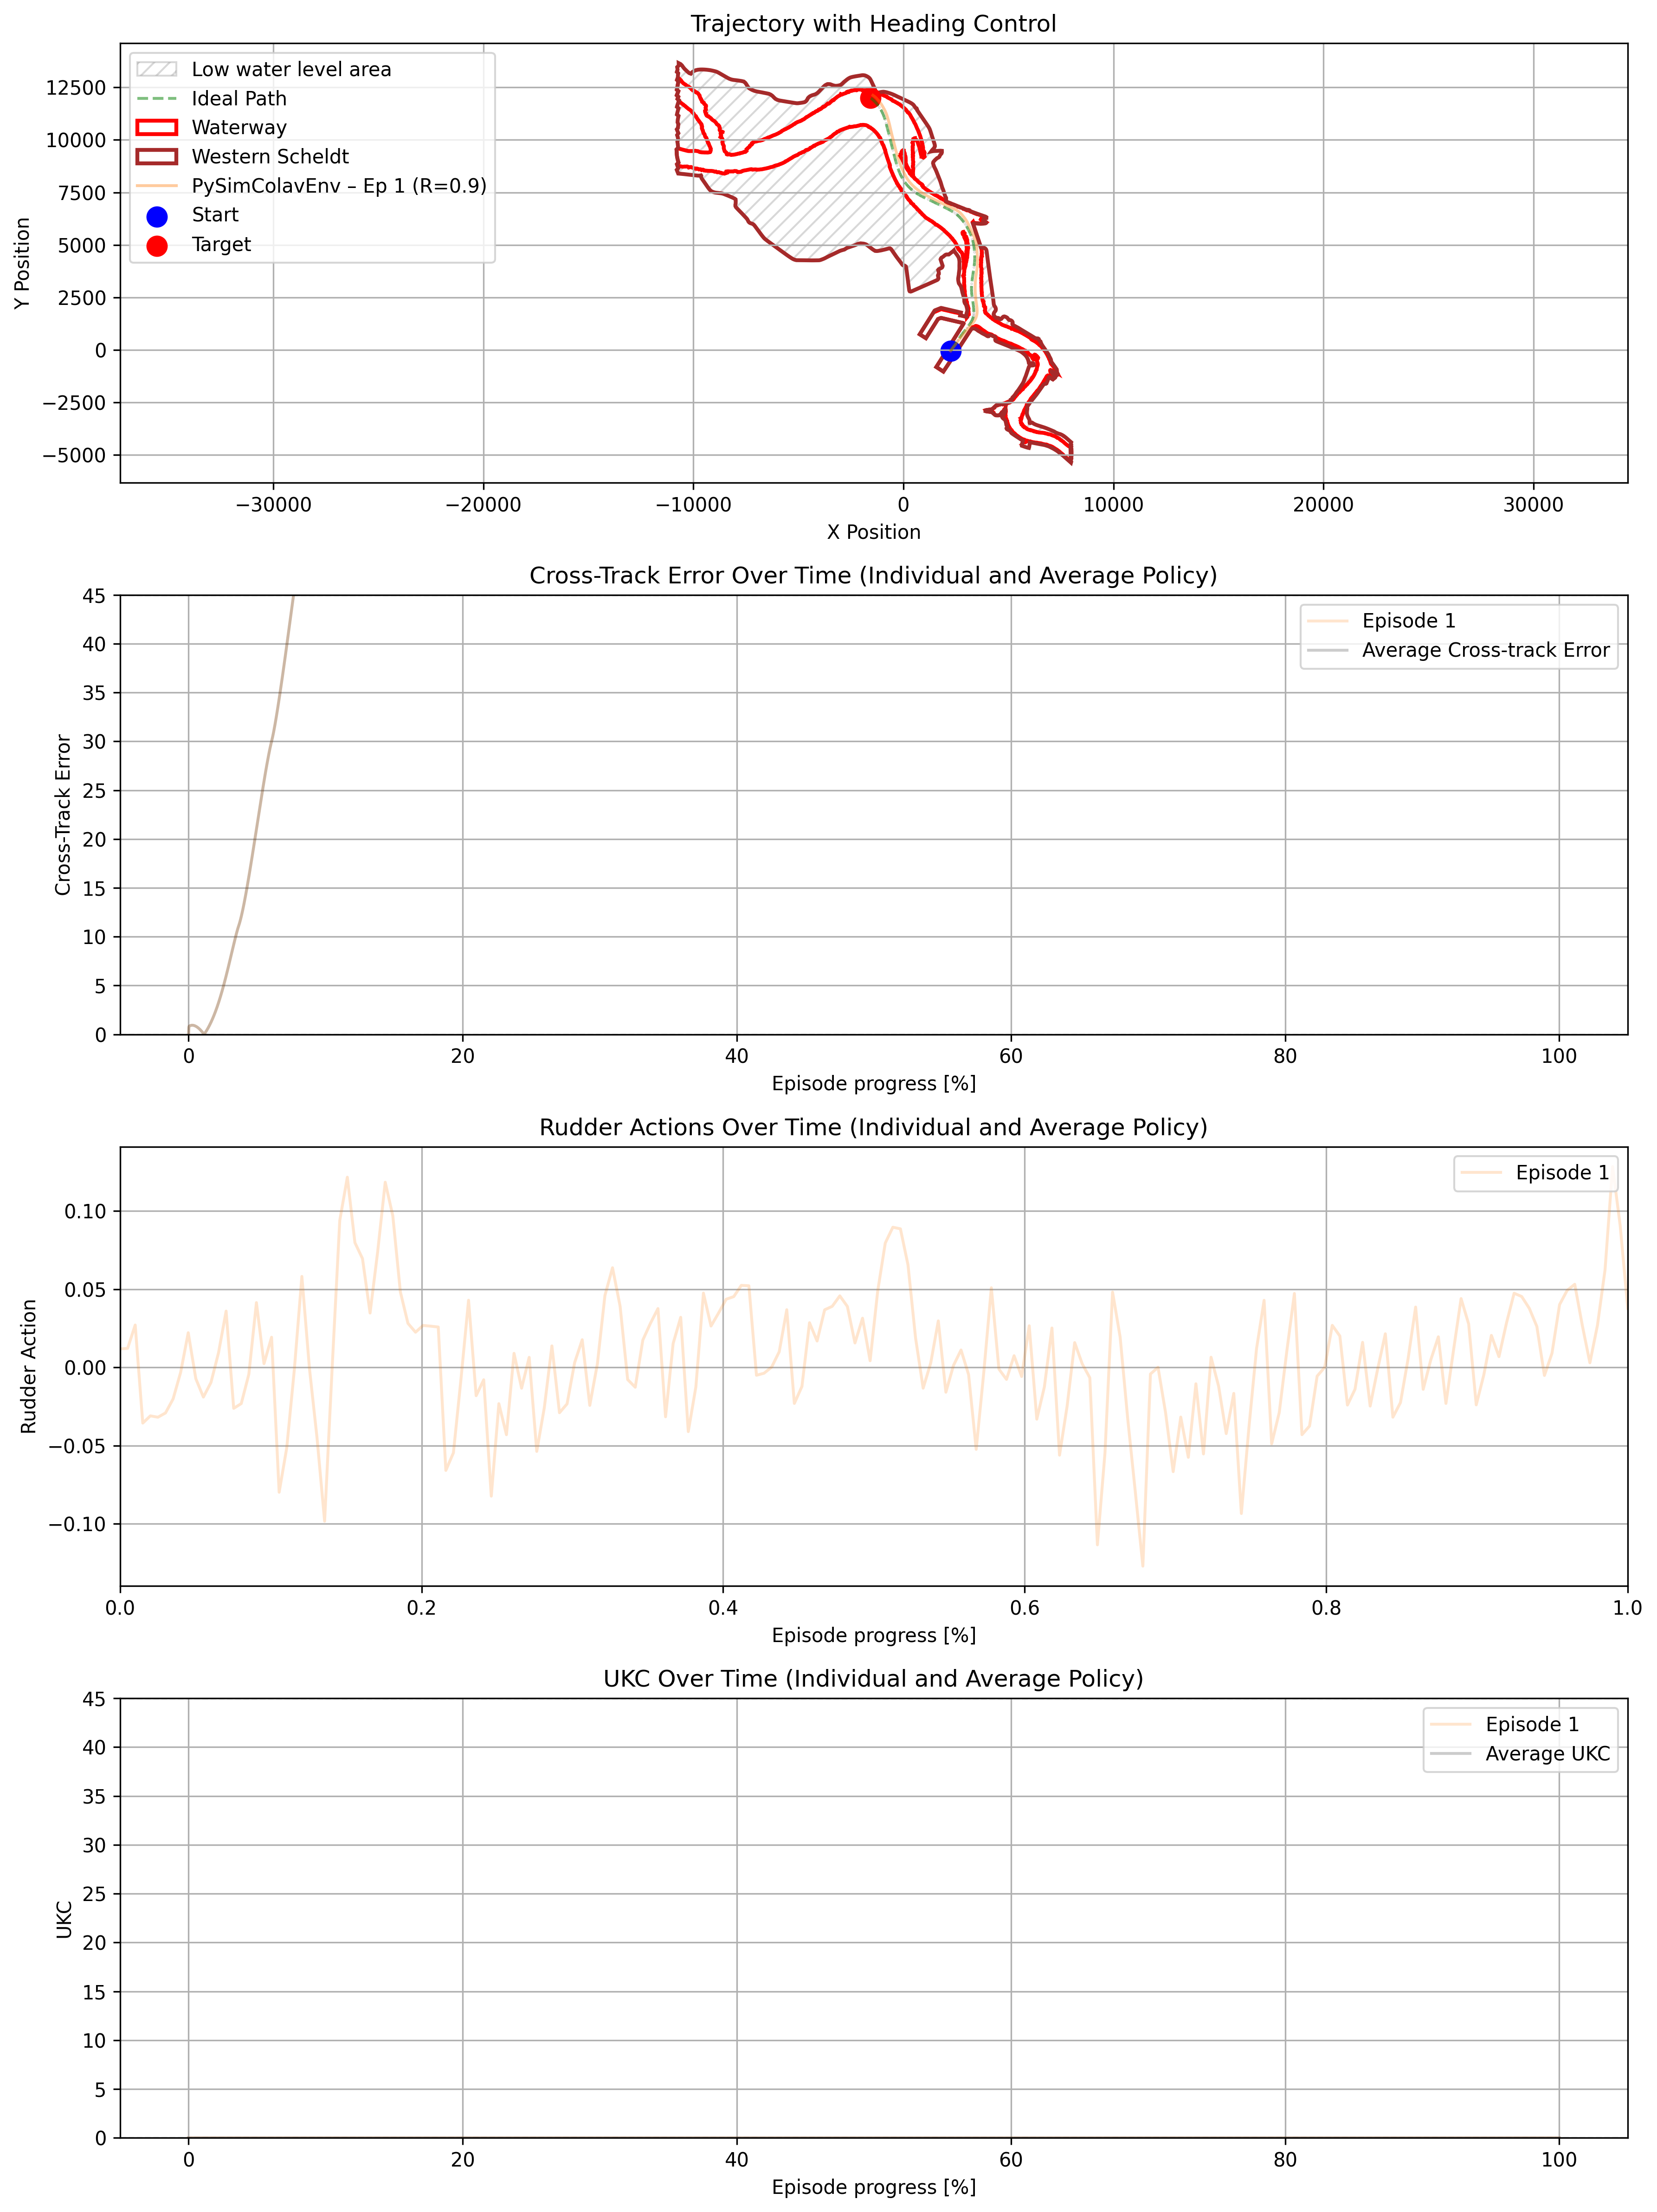 Trajectory with Heading Control
Low water level area
Ideal Path
Waterway
Western Scheldt
PySimColavEnv – Ep 1 (R=0.9)
Start
Target
Y Position
12500
10000
7500
5000
2500
0
−2500
−5000
−30000 −20000 −10000 0 10000 20000 30000
X Position
Cross-Track Error Over Time (Individual and Average Policy)
Episode 1
Average Cross-track Error
Cross-Track Error
45
40
35
30
25
20
15
10
5
0
0 20 40 60 80 100
Episode progress [%]
Rudder Actions Over Time (Individual and Average Policy)
Episode 1
Rudder Action
0.10
0.05
0.00
−0.05
−0.10
0.0 0.2 0.4 0.6 0.8 1.0
Episode progress [%]
UKC Over Time (Individual and Average Policy)
Episode 1
Average UKC
UKC
45
40
35
30
25
20
15
10
5
0
0 20 40 60 80 100
Episode progress [%]